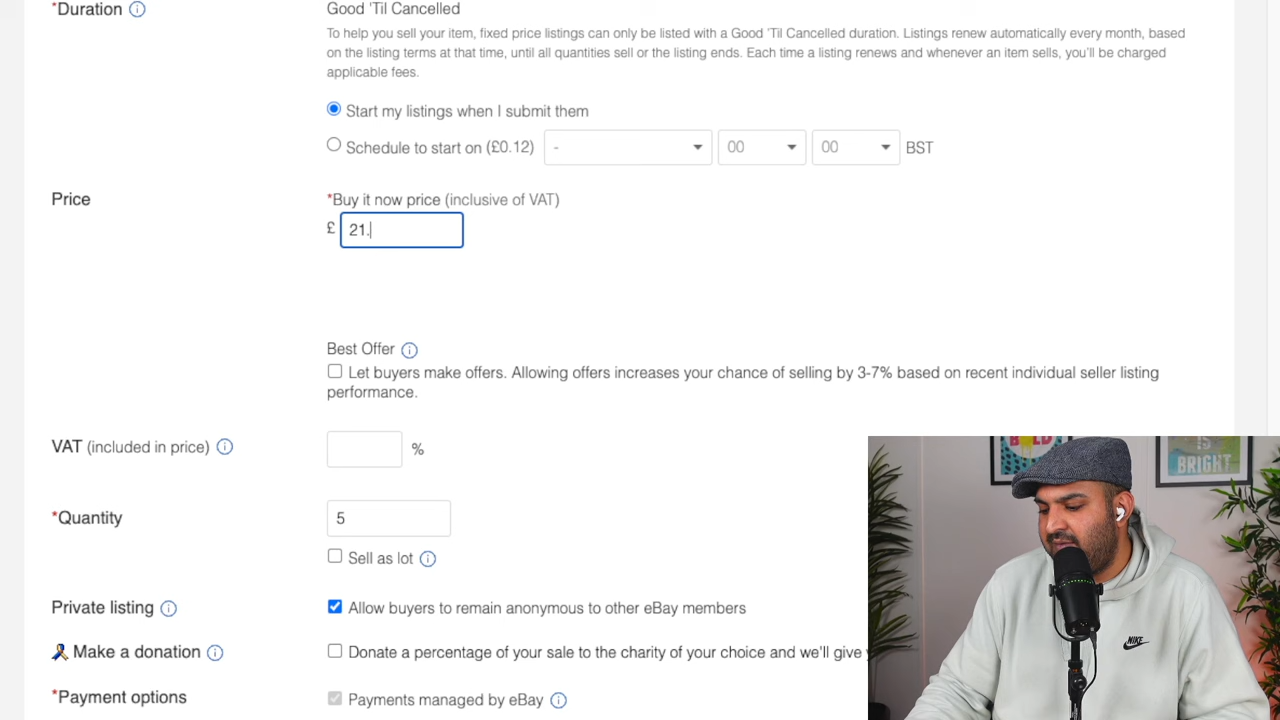 *Duration
Good 'Til Cancelled
To help you sell your item, fixed price listings can only be listed with a Good 'Til Cancelled duration. Listings renew automatically every month, based
on the listing terms at that time, until all quantities sell or the listing ends. Each time a listing renews and whenever an item sells, you'll be charged
applicable fees.
Start my listings when I submit them
Schedule to start on (£0.12) - 00 00 BST
Price
*Buy it now price (inclusive of VAT)
£ 21.
Best Offer
Let buyers make offers. Allowing offers increases your chance of selling by 3-7% based on recent individual seller listing
performance.
VAT (included in price) %
*Quantity 5
Sell as lot
Private listing Allow buyers to remain anonymous to other eBay members
Make a donation Donate a percentage of your sale to the charity of your choice and we'll give
*Payment options Payments managed by eBay
BOLD
IS
BRIGHT
NIKE